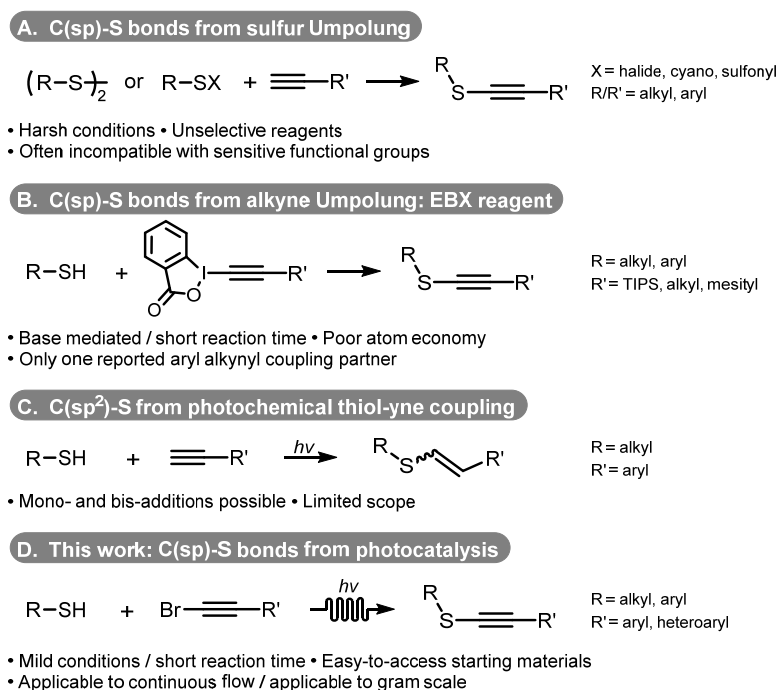 A. C(sp)-S bonds from sulfur Umpolung
(R–S)2 or R–SX + R' R S R' X = halide, cyano, sulfonyl
R/R' = alkyl, aryl
• Harsh conditions • Unselective reagents
• Often incompatible with sensitive functional groups
B. C(sp)-S bonds from alkyne Umpolung: EBX reagent
R–SH + I R' O O R S R' R = alkyl, aryl
R' = TIPS, alkyl, mesityl
• Base mediated / short reaction time • Poor atom economy
• Only one reported aryl alkynyl coupling partner
C. C(sp²)-S from photochemical thiol-yne coupling
R–SH + R' hv R S R' R = alkyl
R' = aryl
• Mono- and bis-additions possible • Limited scope
D. This work: C(sp)-S bonds from photocatalysis
R–SH + Br R' hv R S R' R = alkyl, aryl
R' = aryl, heteroaryl
• Mild conditions / short reaction time • Easy-to-access starting materials
• Applicable to continuous flow / applicable to gram scale